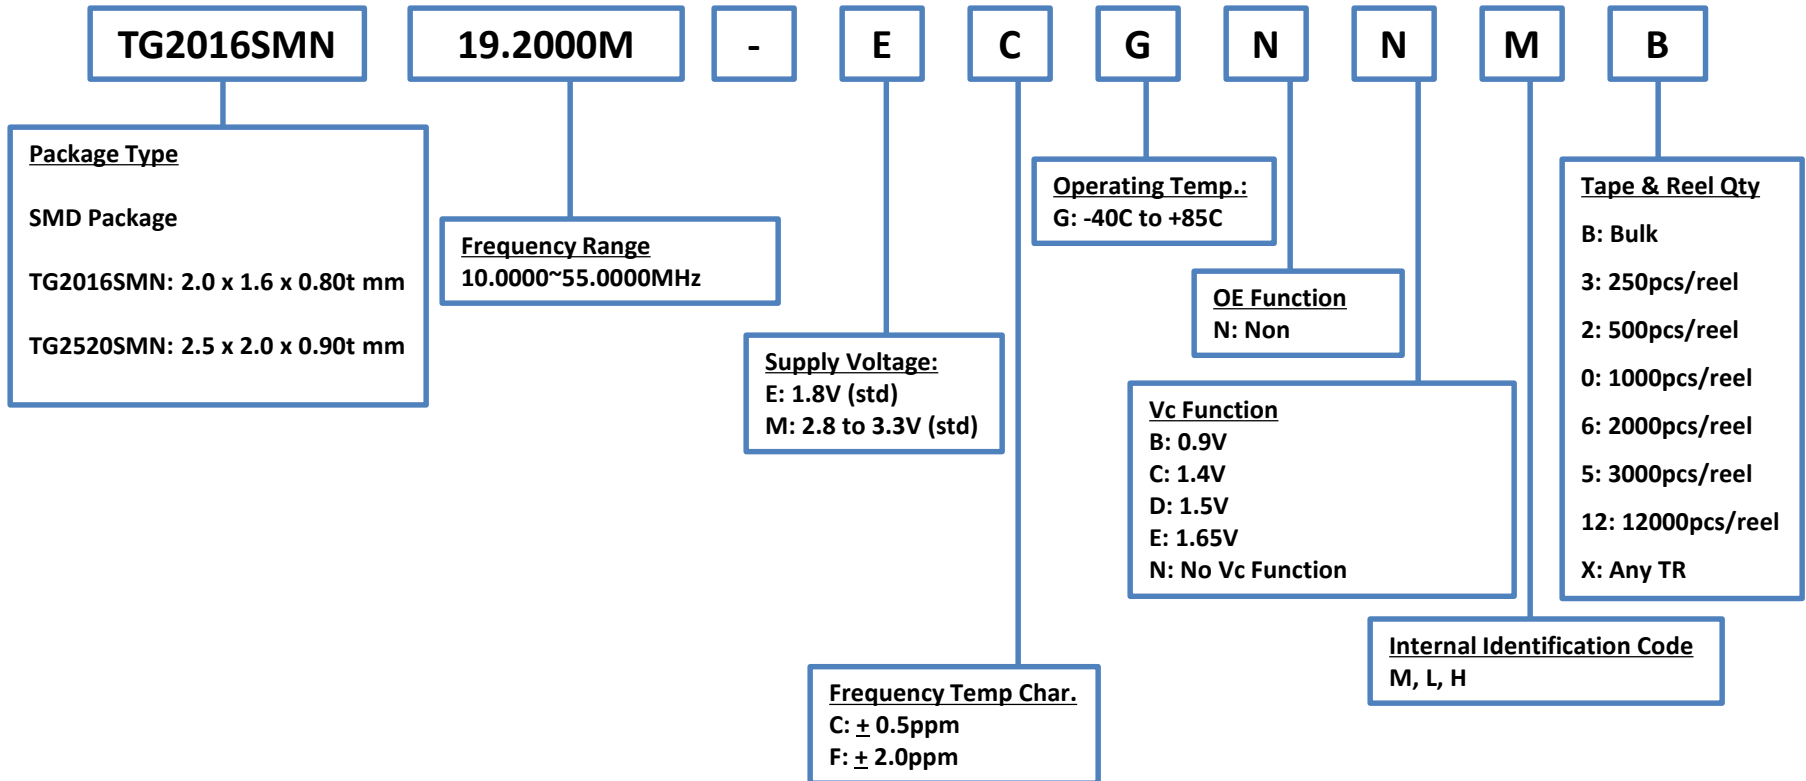 TG2016SMN 19.2000M - E C G N N M B
Package Type
SMD Package
TG2016SMN: 2.0 x 1.6 x 0.80t mm
TG2520SMN: 2.5 x 2.0 x 0.90t mm
Frequency Range
10.0000~55.0000MHz
Supply Voltage:
E: 1.8V (std)
M: 2.8 to 3.3V (std)
Frequency Temp Char.
C: ± 0.5ppm
F: ± 2.0ppm
Operating Temp.:
G: -40C to +85C
OE Function
N: Non
Vc Function
B: 0.9V
C: 1.4V
D: 1.5V
E: 1.65V
N: No Vc Function
Internal Identification Code
M, L, H
Tape & Reel Qty
B: Bulk
3: 250pcs/reel
2: 500pcs/reel
0: 1000pcs/reel
6: 2000pcs/reel
5: 3000pcs/reel
12: 12000pcs/reel
X: Any TR